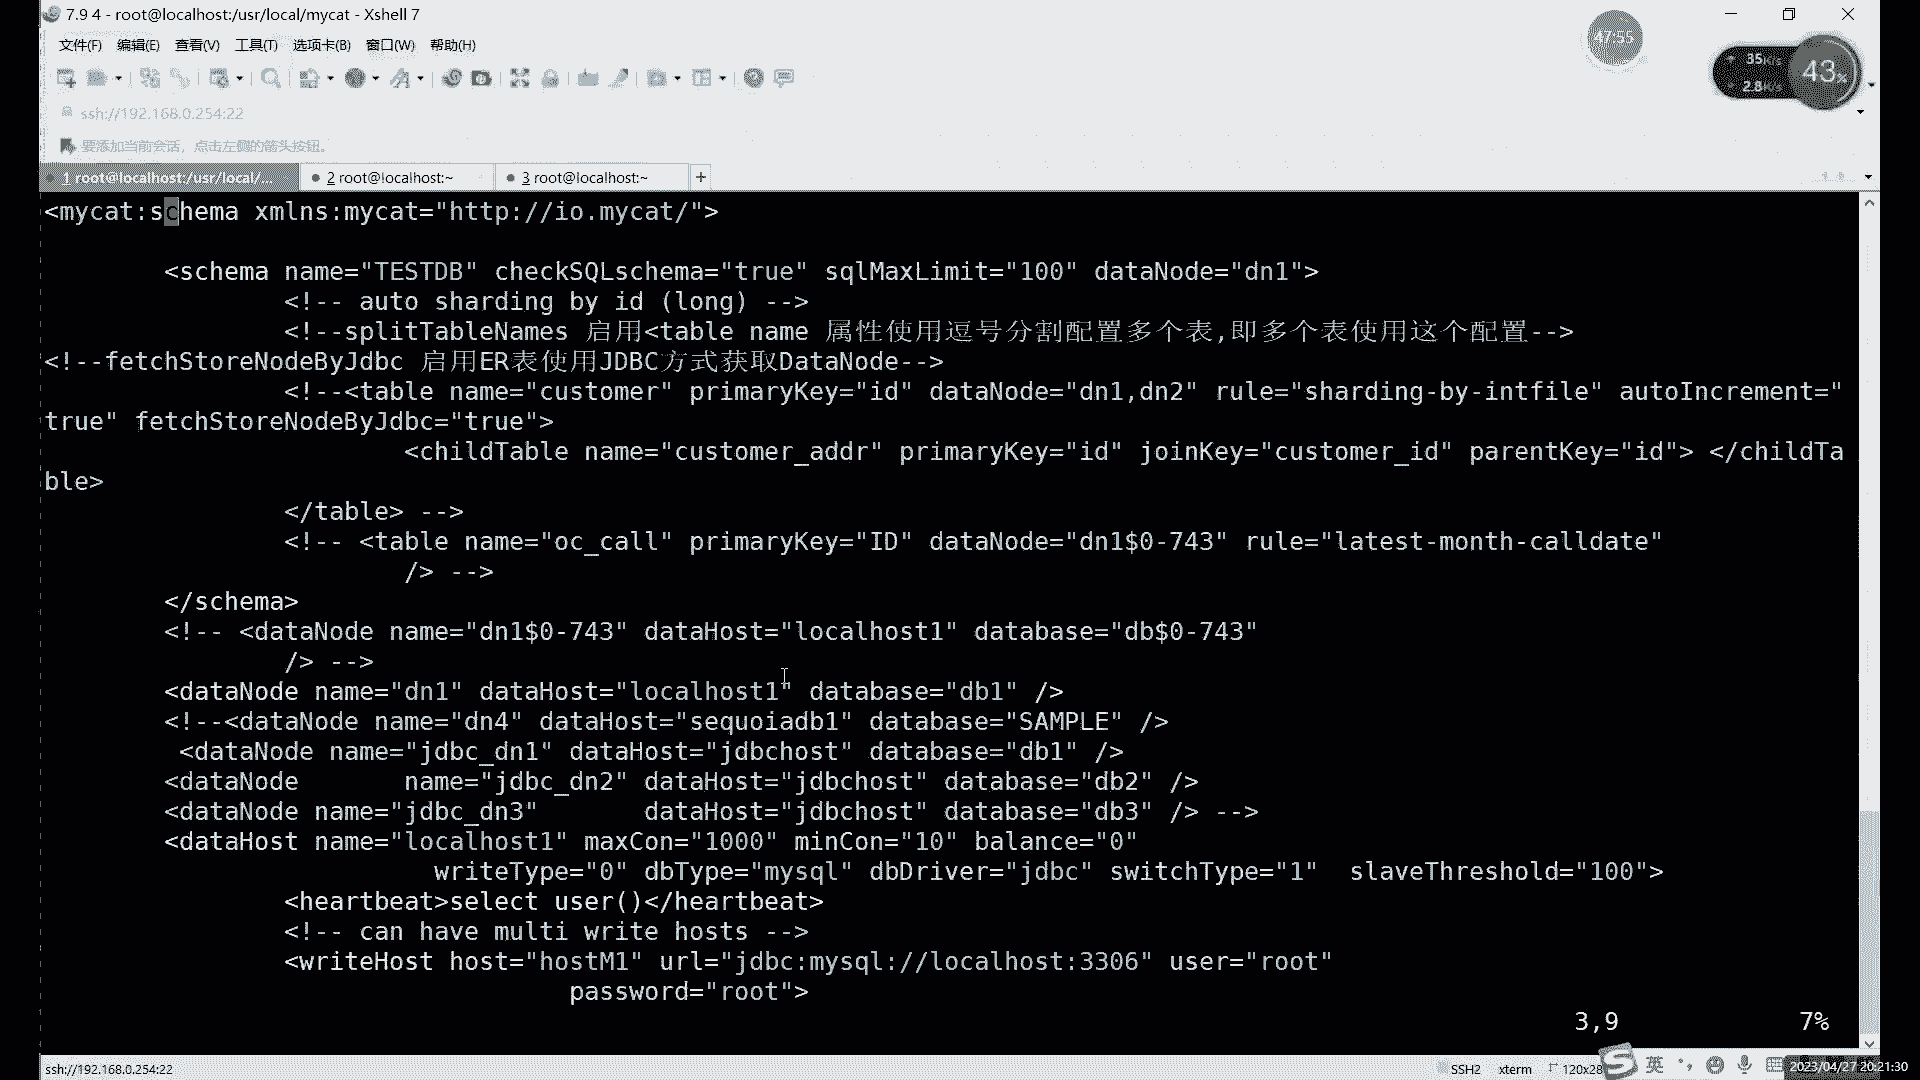 7.9 4 - root@localhost:/usr/local/mycat - Xshell 7
文件(F) 编辑(E) 查看(V) 工具(T) 选项卡(B) 窗口(W) 帮助(H)
47:55
35K/s
2.8K/s
43%
ssh://192.168.0.254:22
要添加当前会话，点击左侧的箭头按钮。
1 root@localhost:/usr/local/... 2 root@localhost:~ 3 root@localhost:~ +
<mycat:schema xmlns:mycat="http://io.mycat/">
<schema name="TESTDB" checkSQLschema="true" sqlMaxLimit="100" dataNode="dn1">
<!-- auto sharding by id (long) -->
<!--splitTableNames 启用<table name 属性使用逗号分割配置多个表,即多个表使用这个配置-->
<!--fetchStoreNodeByJdbc 启用ER表使用JDBC方式获取DataNode-->
<!--<table name="customer" primaryKey="id" dataNode="dn1,dn2" rule="sharding-by-intfile" autoIncrement="
true" fetchStoreNodeByJdbc="true">
<childTable name="customer_addr" primaryKey="id" joinKey="customer_id" parentKey="id"> </childTa
ble>
</table> -->
<!-- <table name="oc_call" primaryKey="ID" dataNode="dn1$0-743" rule="latest-month-calldate"
/> -->
</schema>
<!-- <dataNode name="dn1$0-743" dataHost="localhost1" database="db$0-743"
/> -->
<dataNode name="dn1" dataHost="localhost1" database="db1" />
<!--<dataNode name="dn4" dataHost="sequoiadb1" database="SAMPLE" />
<dataNode name="jdbc_dn1" dataHost="jdbchost" database="db1" />
<dataNode name="jdbc_dn2" dataHost="jdbchost" database="db2" />
<dataNode name="jdbc_dn3" dataHost="jdbchost" database="db3" /> -->
<dataHost name="localhost1" maxCon="1000" minCon="10" balance="0"
writeType="0" dbType="mysql" dbDriver="jdbc" switchType="1" slaveThreshold="100">
<heartbeat>select user()</heartbeat>
<!-- can have multi write hosts -->
<writeHost host="hostM1" url="jdbc:mysql://localhost:3306" user="root"
password="root">
3,9 7%
ssh://192.168.0.254:22 SSH2 xterm 120x28 英 2023/04/27 20:21:30